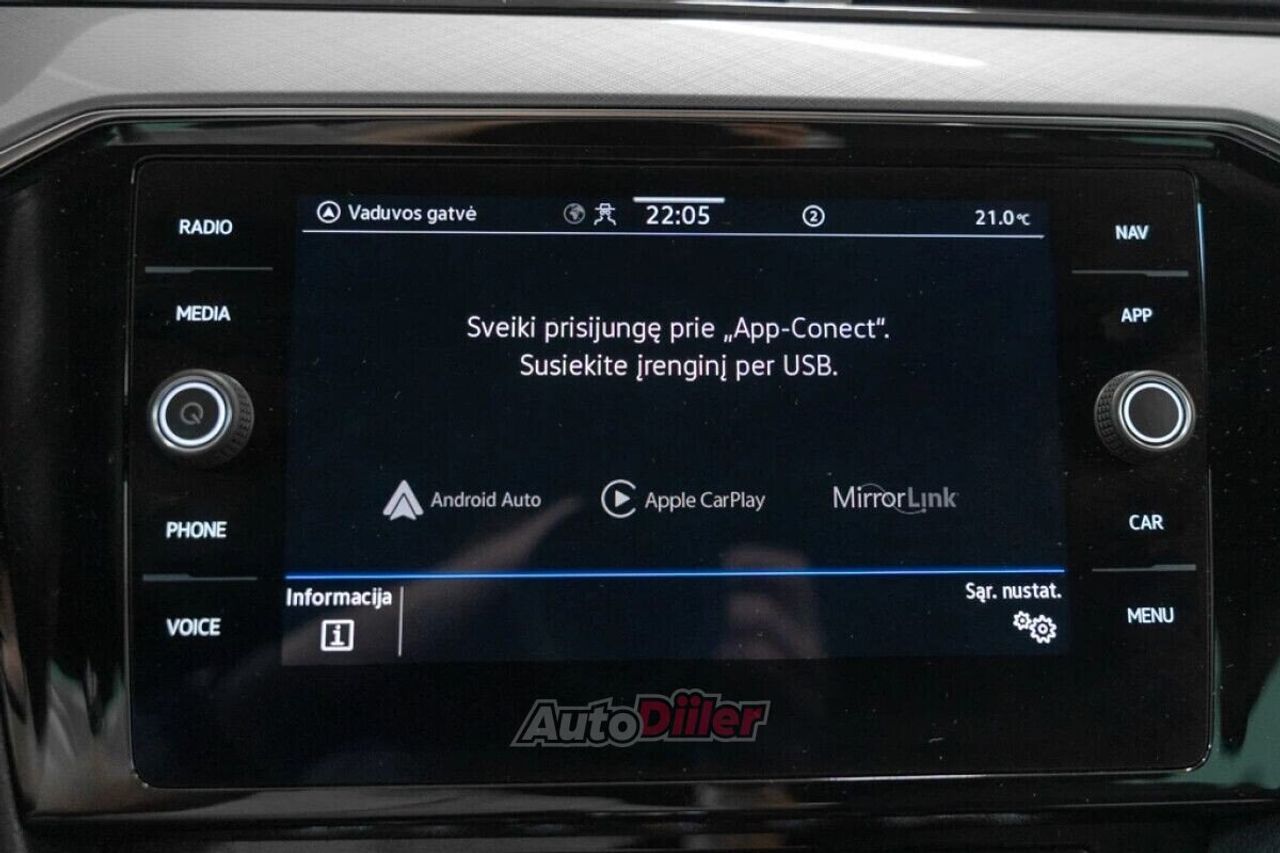 Vaduvos gatvė 22:05 2 21.0°C
RADIO
MEDIA
PHONE
VOICE
Sveiki prisijungę prie „App-Conect“.
Susiekite įrenginį per USB.
Android Auto Apple CarPlay MirrorLink
Informacija
Sąr. nustat.
NAV
APP
CAR
MENU
AutoDiiler